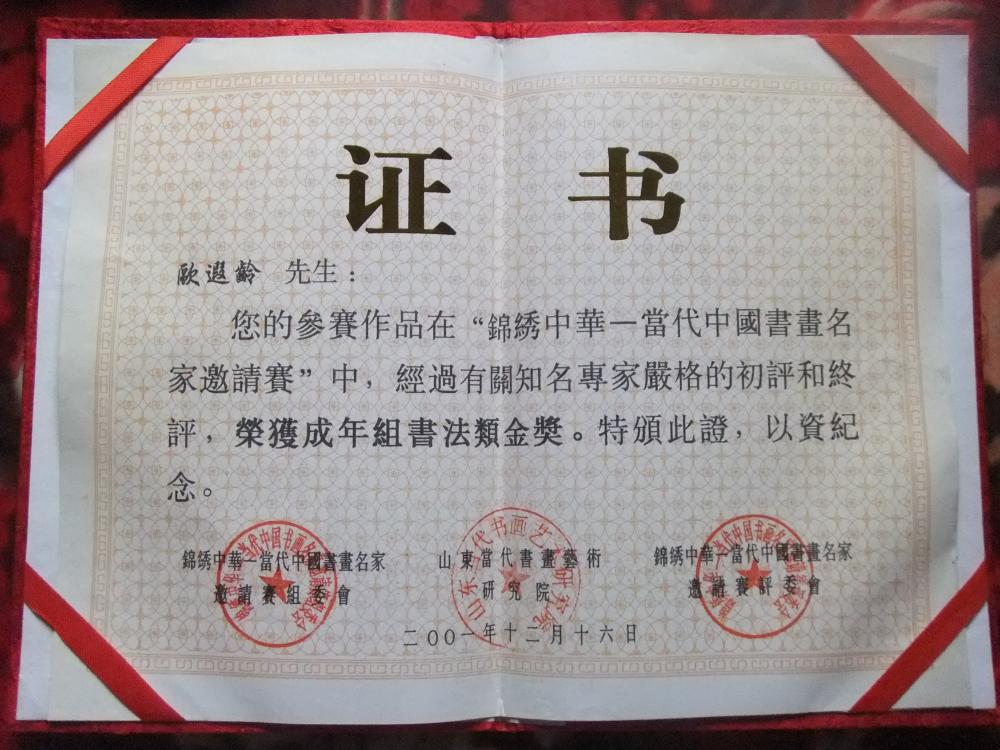 证书
歐遐齡 先生：
您的參賽作品在“錦綉中華—當代中國書畫名
家邀請賽”中，經過有關知名專家嚴格的初評和終
評，榮獲成年組書法類金獎。特頒此證，以資紀
念。
錦綉中華—當代中國書畫名家
邀請賽組委會
山東當代書畫藝術
研究院
錦綉中華—當代中國書畫名家
邀請賽評委會
二00一年十二月十六日